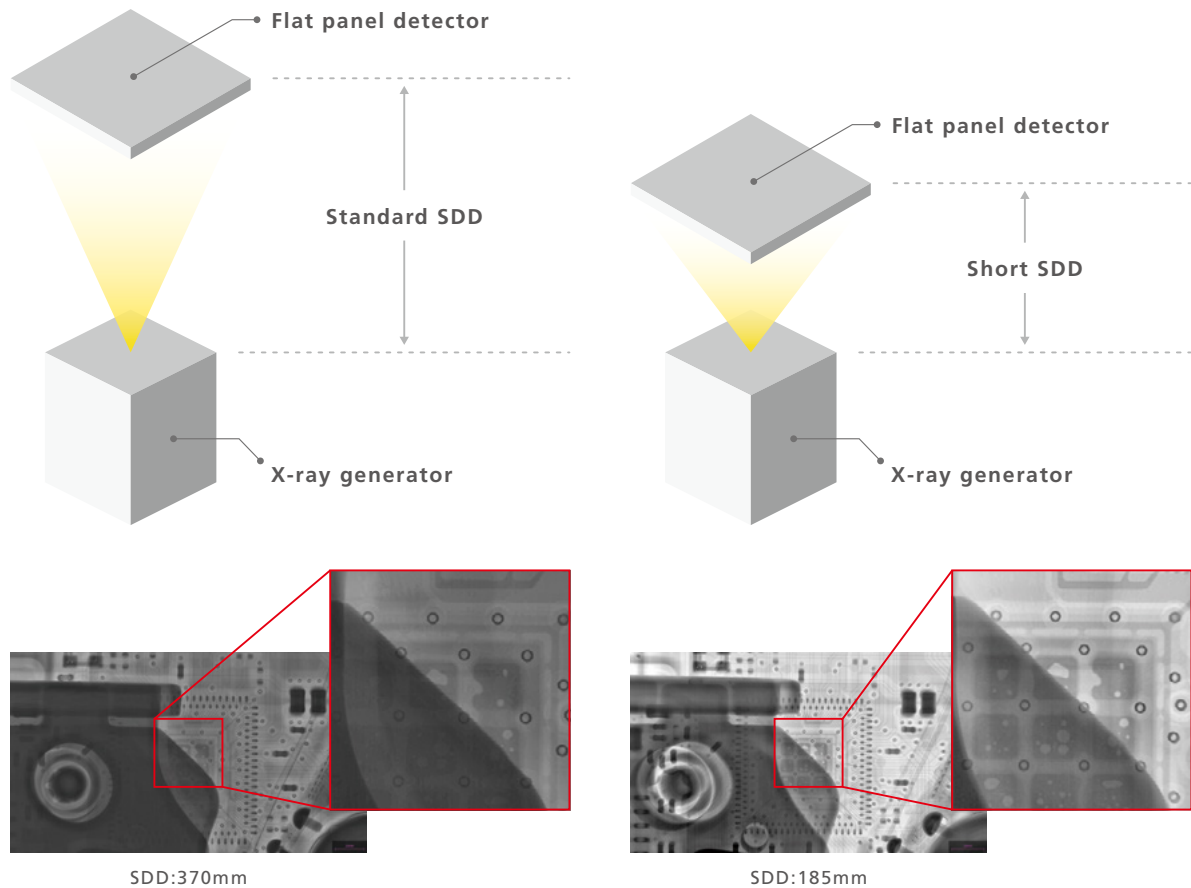 Flat panel detector
Standard SDD
X-ray generator
SDD:370mm
Flat panel detector
Short SDD
X-ray generator
SDD:185mm